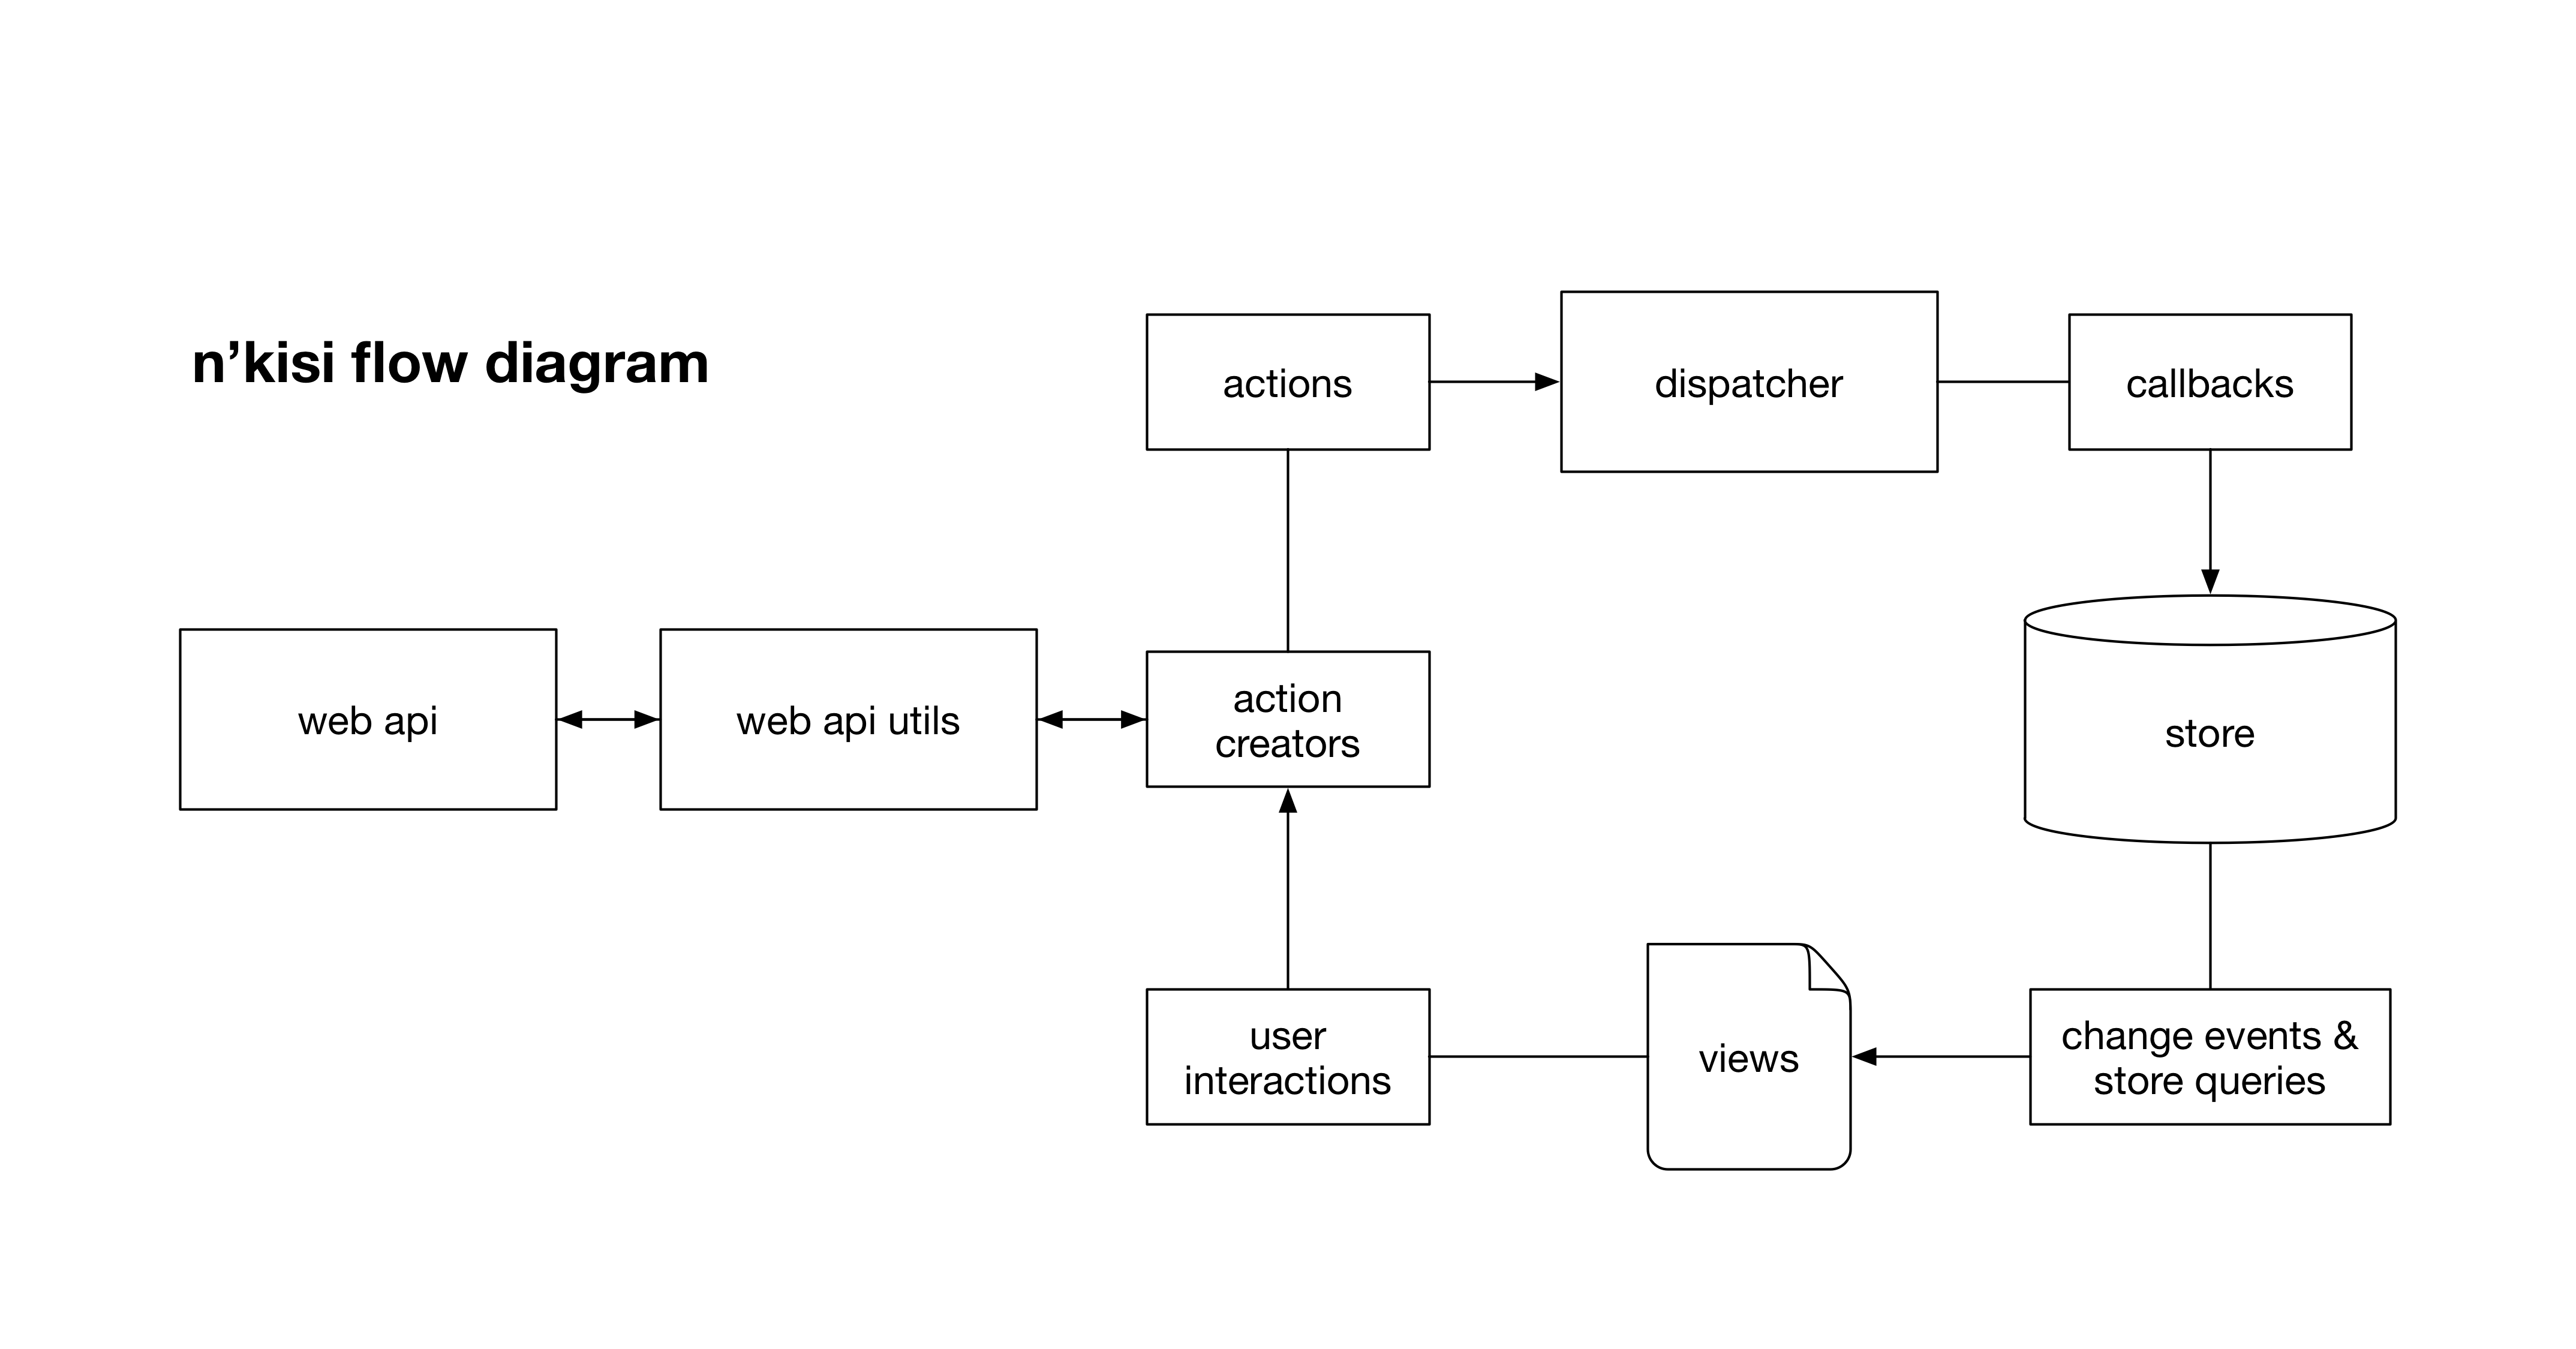 n’kisi flow diagram
actions
dispatcher
callbacks
web api
web api utils
action
creators
store
user
interactions
views
change events &
store queries